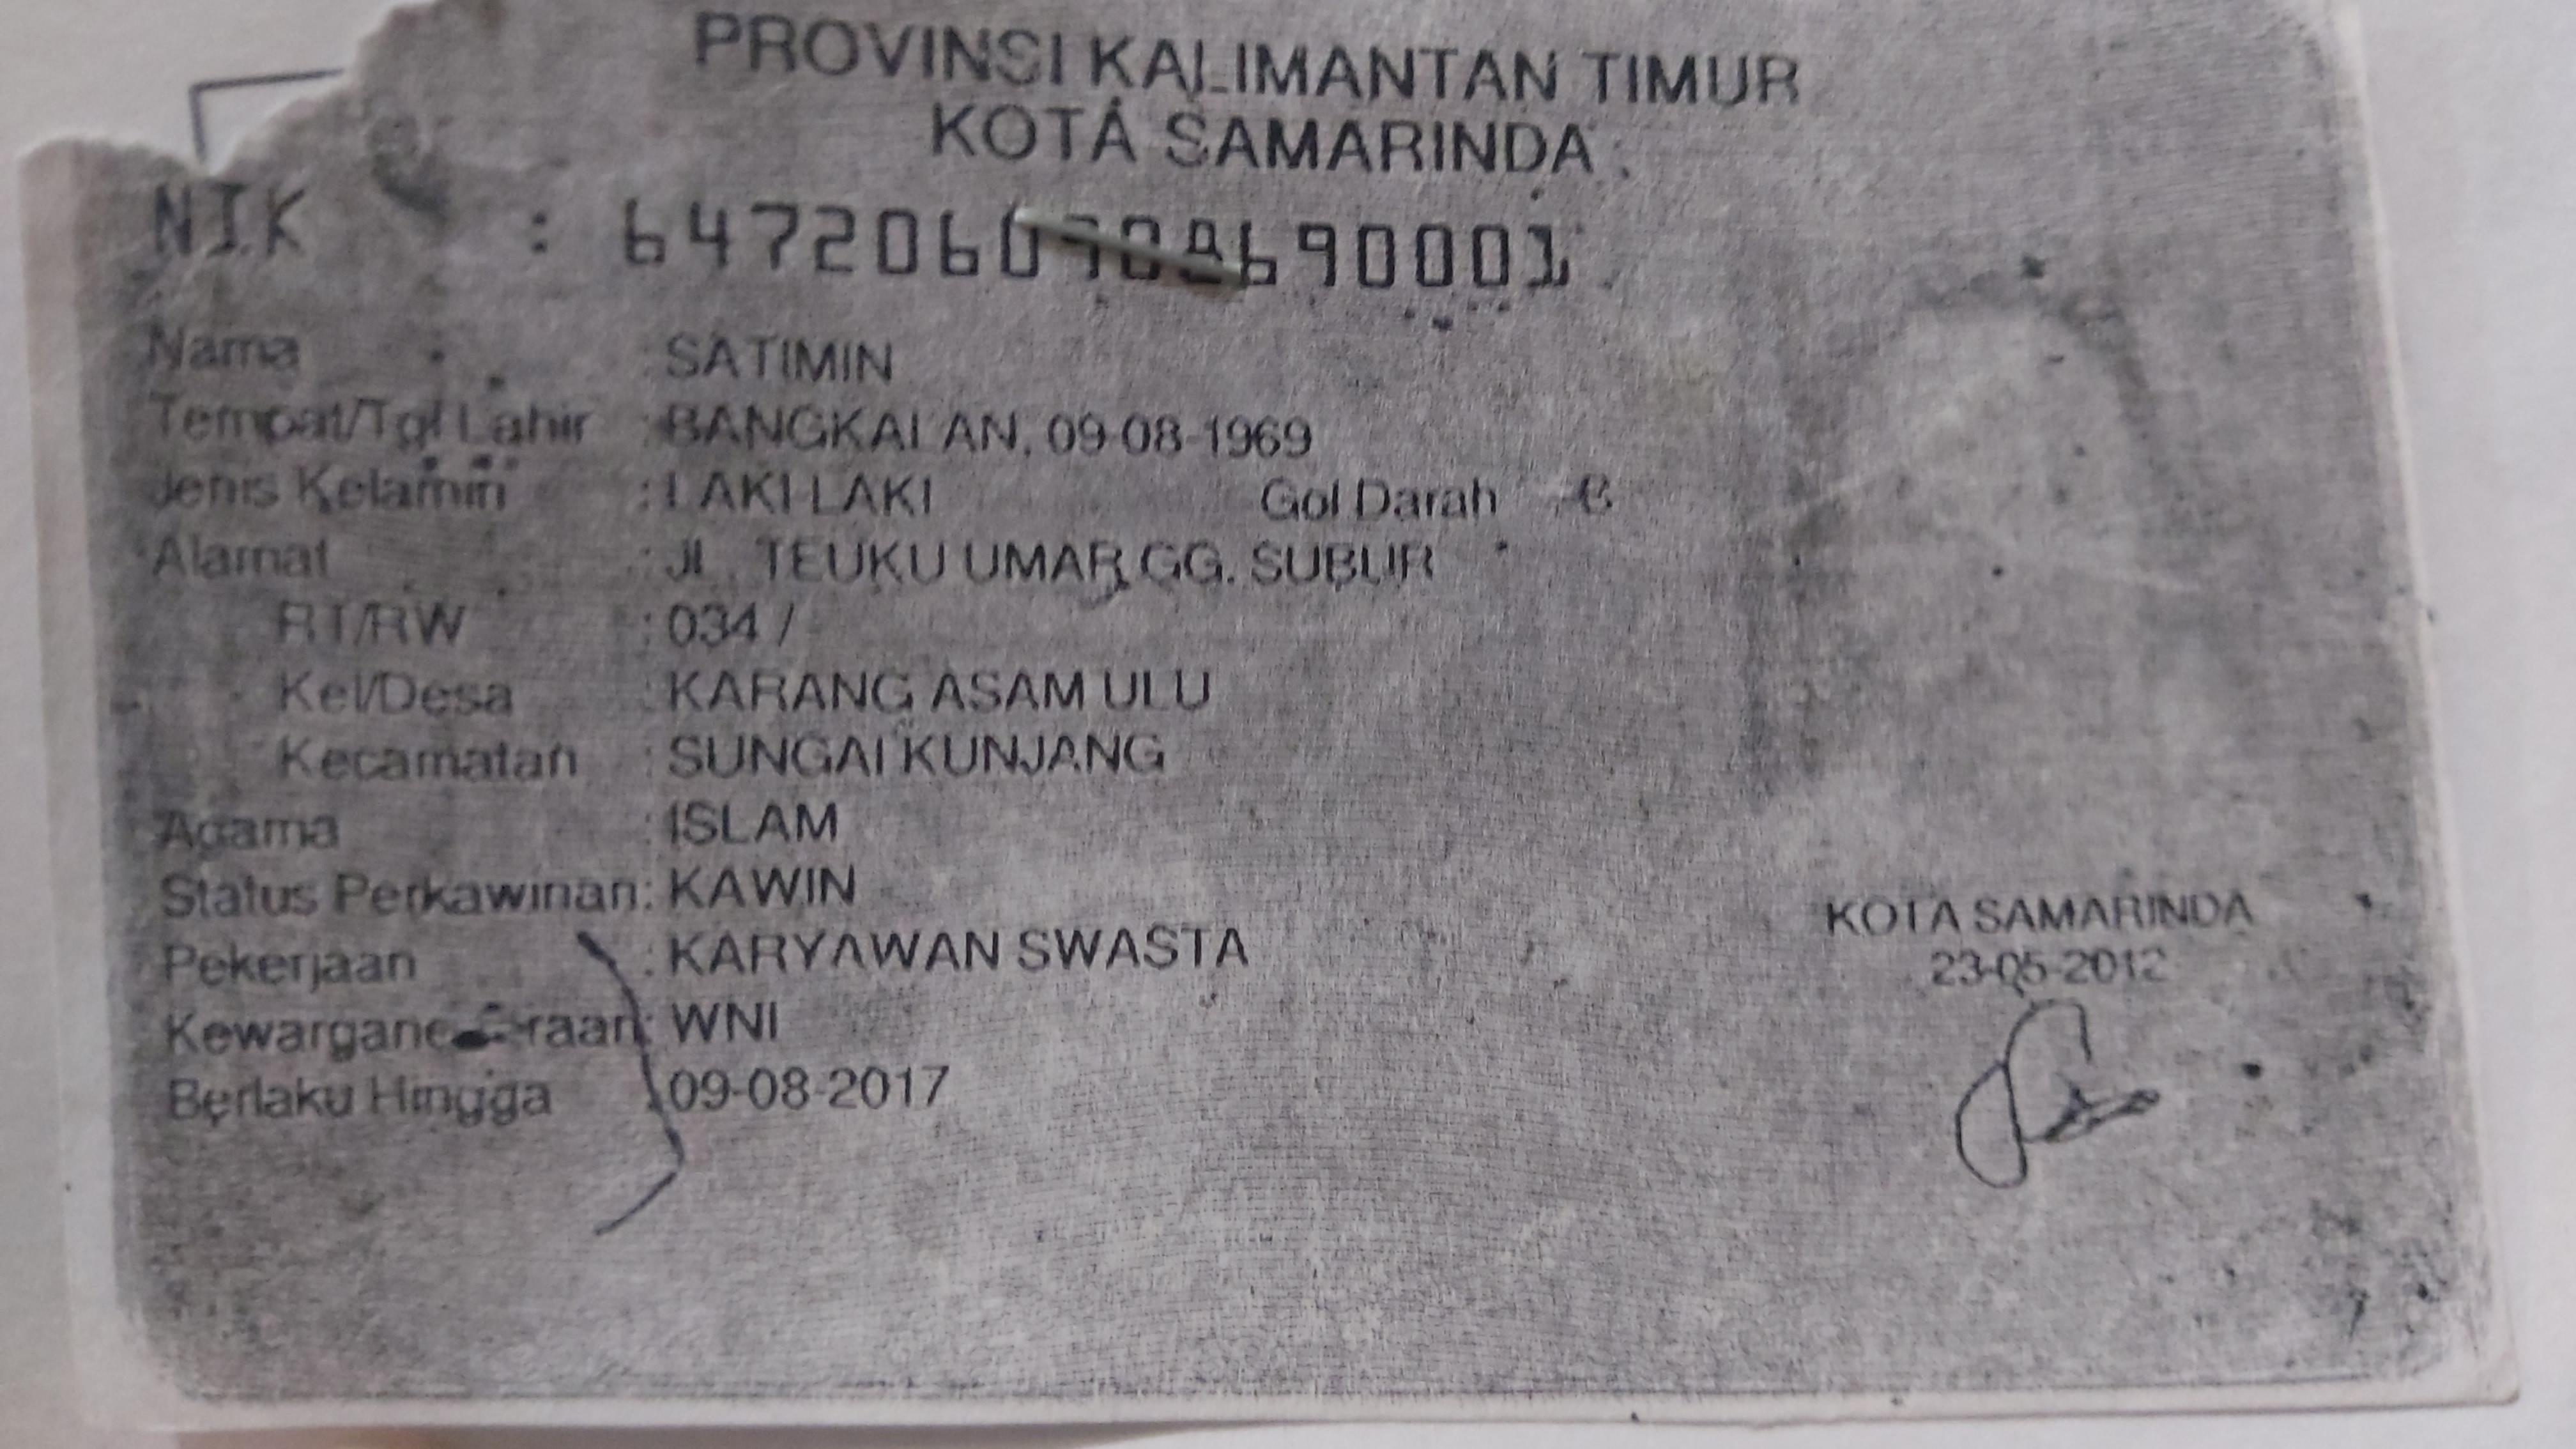 PROVINSI KALIMANTAN TIMUR
KOTA SAMARINDA
NIK : 6472060908690001
Nama : SATIMIN
Tempat/Tgl Lahir : BANGKALAN, 09-08-1969
Jenis Kelamin : LAKI-LAKI Gol Darah
Alamat : JL. TEUKU UMAR GG. SUBUR
RT/RW : 034 /
Kel/Desa : KARANG ASAM ULU
Kecamatan : SUNGAI KUNJANG
Agama : ISLAM
Status Perkawinan: KAWIN
Pekerjaan : KARYAWAN SWASTA
Kewarganegaraan: WNI
Berlaku Hingga : 09-08-2017
KOTA SAMARINDA
23-05-2012